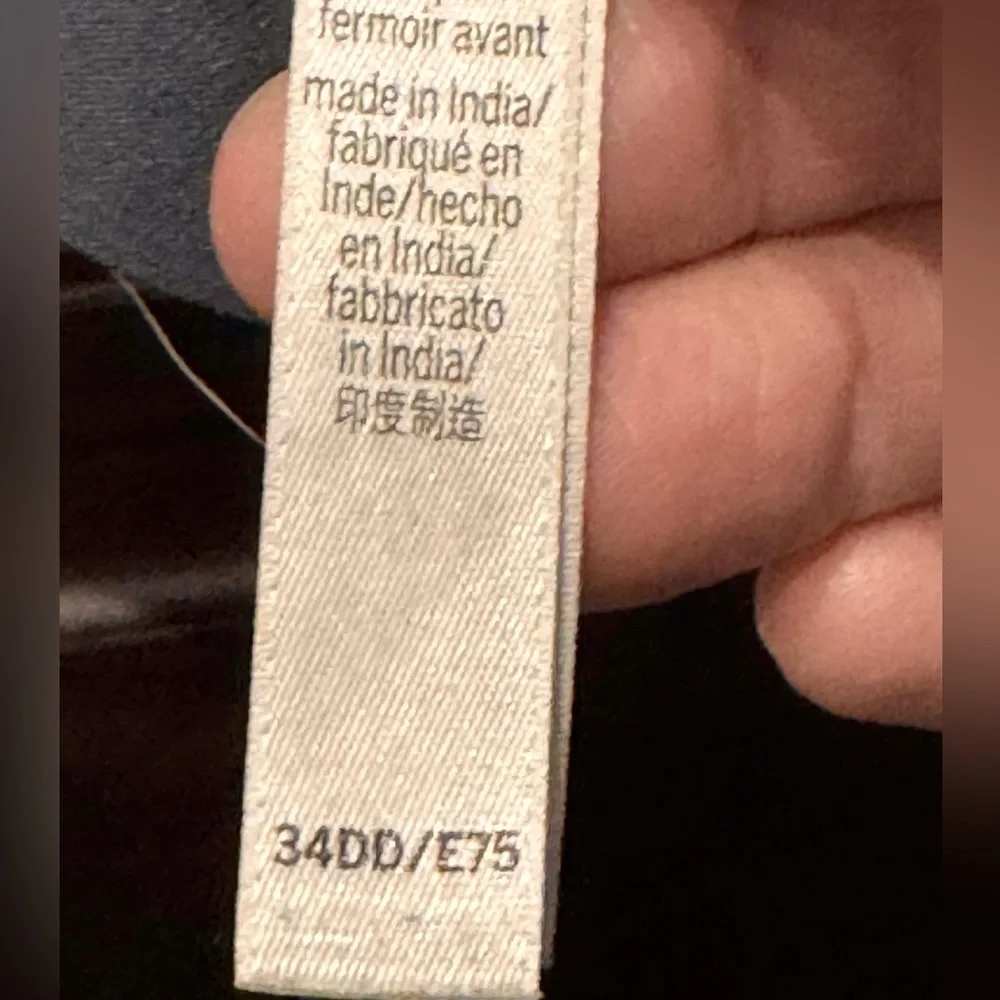 fermoir avant
made in India/
fabriqué en
Inde/hecho
en India/
fabbricato
in India/
印度制造
34DD/E75